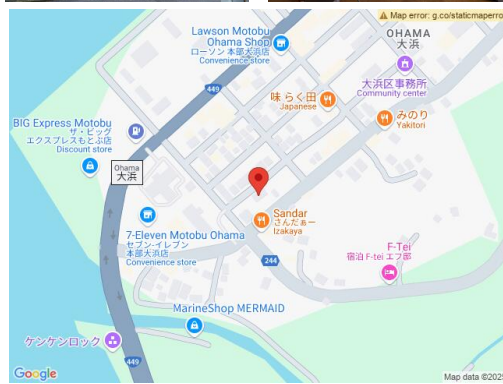 Map error: g.co/staticmaperro
Lawson Motobu
Ohama Shop
ローソン 本部大浜店
Convenience store
OHAMA
大浜
449
大浜区事務所
Community center
味 らく田
Japanese
みのり
Yakitori
BIG Express Motobu
ザ・ビッグ
エクスプレスもとぶ店
Discount store
Ohama
大浜
Sandar
さんだぁー
Izakaya
7-Eleven Motobu Ohama
セブン-イレブン
本部大浜店
Convenience store
244
F-Tei
宿泊 F-tei エフ邸
MarineShop MERMAID
ケンケンロック
449
Google
Map data ©202